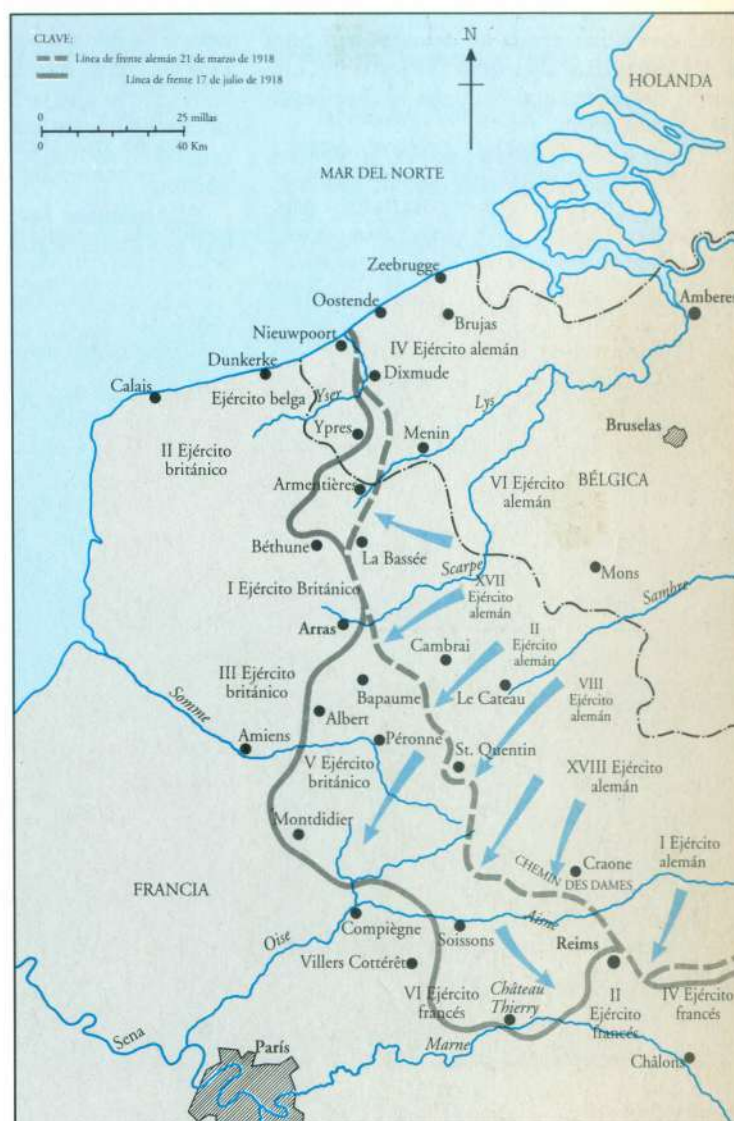 CLAVE:
Línea de frente alemán 21 de marzo de 1918
Línea de frente 17 de julio de 1918
0 25 millas
0 40 Km
N
HOLANDA
MAR DEL NORTE
Zeebrugge
Oostende
Brujas
Amberes
Nieuwpoort
IV Ejército alemán
Dunkerke
Dixmude
Calais
Ejército belga
Yser
Lys
Ypres
Menin
Bruselas
II Ejército
británico
VI Ejército
alemán
BÉLGICA
Armentières
Béthune
La Bassée
Scarpe
Mons
I Ejército Británico
XVII
Ejército
alemán
Sambre
Arras
II
Ejército
alemán
Cambrai
III Ejército
británico
Bapaume
Le Cateau
VIII
Ejército
alemán
Somme
Albert
Amiens
Péronne
St. Quentin
V Ejército
británico
XVIII Ejército
alemán
Montdidier
I Ejército
alemán
Craone
CHEMIN
DES DAMES
FRANCIA
Aisne
Compiègne
Soissons
Reims
Oise
Villers Cottérêt
VI Ejército
francés
Château
Thierry
II
Ejército
francés
IV Ejército
francés
Sena
París
Marne
Châlons